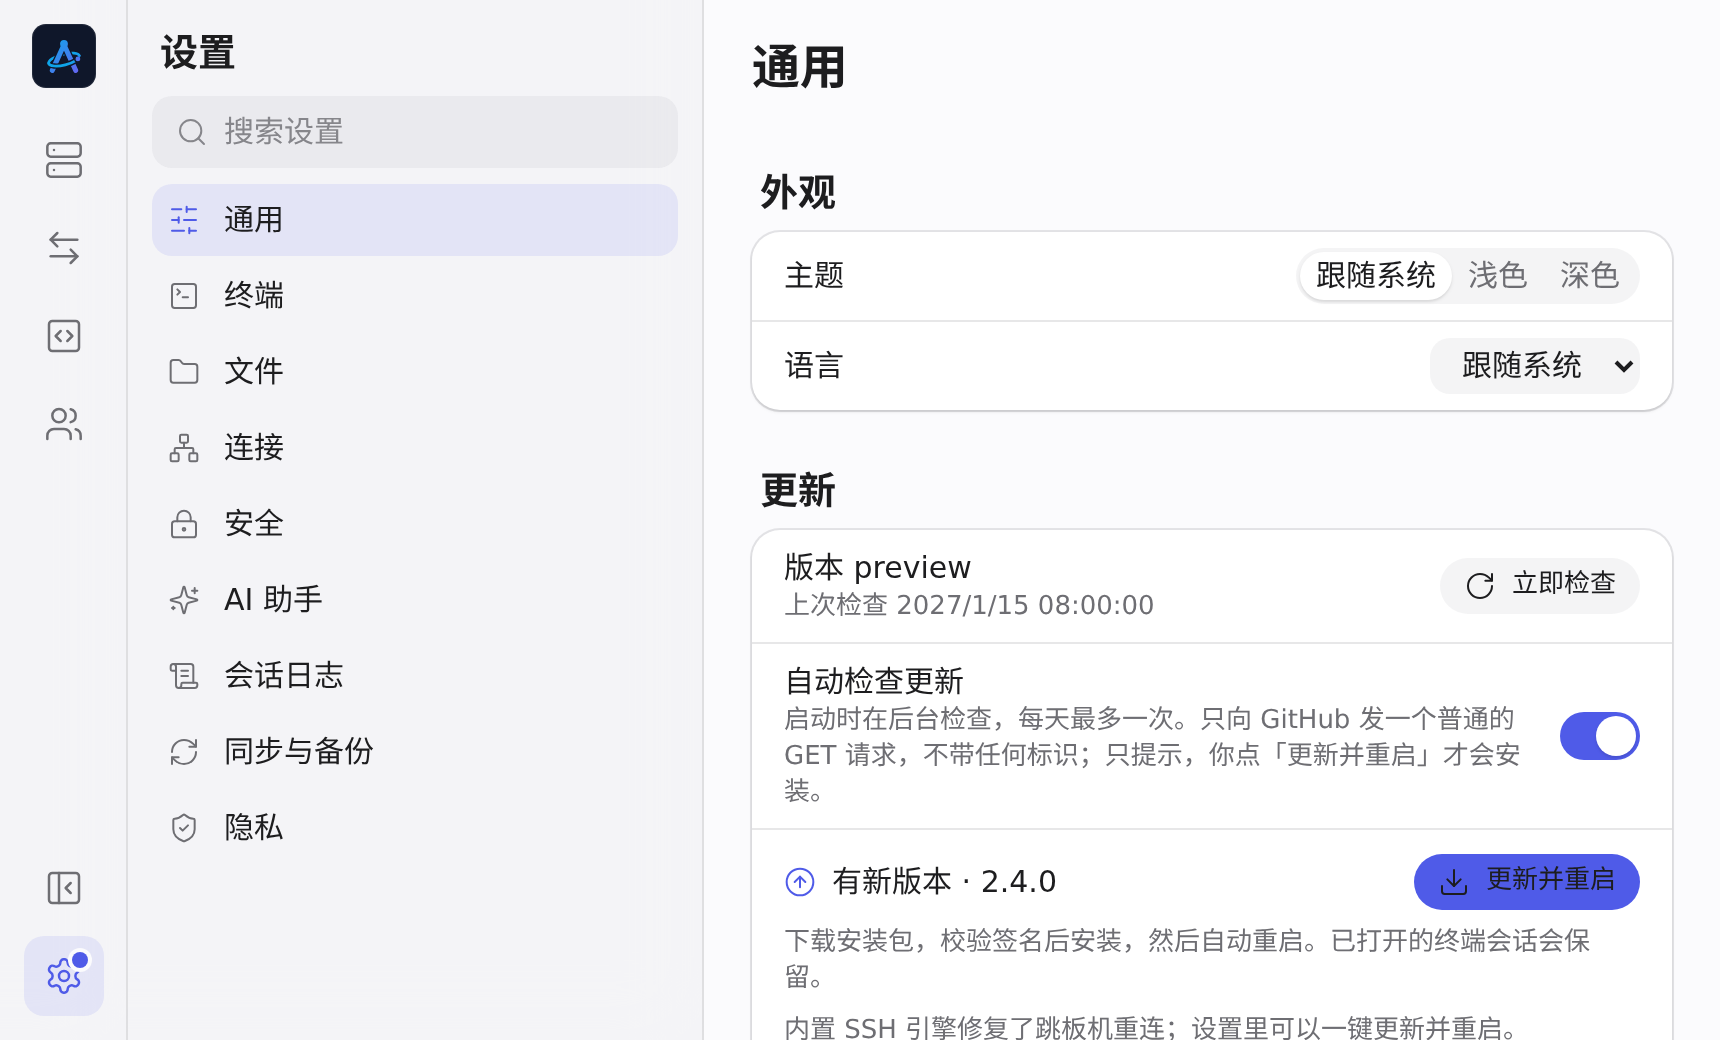 设置
搜索设置
通用
终端
文件
连接
安全
AI 助手
会话日志
同步与备份
隐私
通用
外观
主题
跟随系统 浅色 深色
语言
跟随系统
更新
版本 preview
上次检查 2027/1/15 08:00:00
立即检查
自动检查更新
启动时在后台检查，每天最多一次。只向 GitHub 发一个普通的
GET 请求，不带任何标识；只提示，你点「更新并重启」才会安
装。
有新版本 · 2.4.0
更新并重启
下载安装包，校验签名后安装，然后自动重启。已打开的终端会话会保
留。
内置 SSH 引擎修复了跳板机重连；设置里可以一键更新并重启。